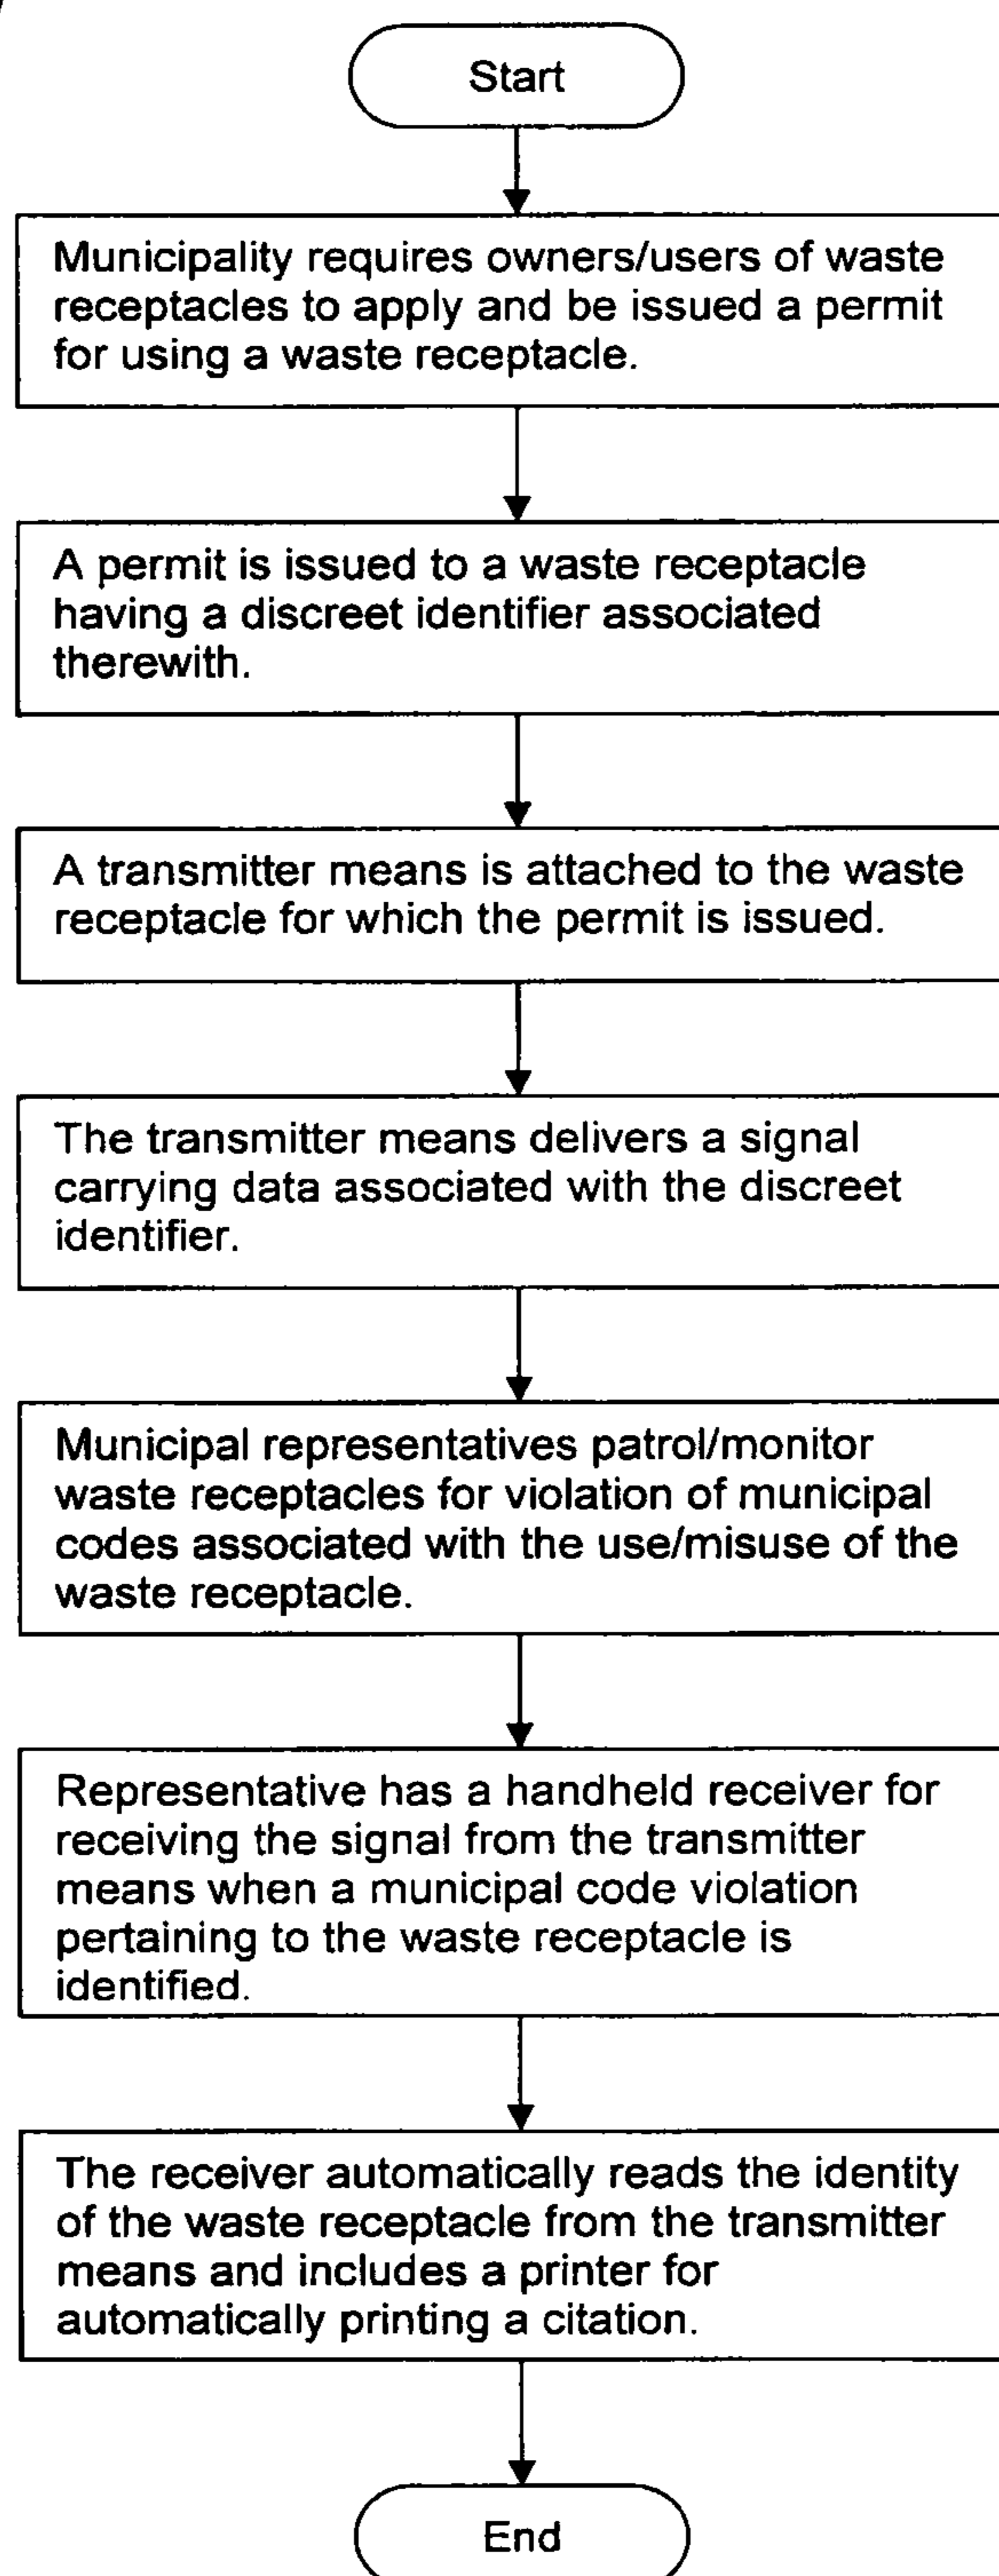 Start
Municipality requires owners/users of waste
receptacles to apply and be issued a permit
for using a waste receptacle.
A permit is issued to a waste receptacle
having a discreet identifier associated
therewith.
A transmitter means is attached to the waste
receptacle for which the permit is issued.
The transmitter means delivers a signal
carrying data associated with the discreet
identifier.
Municipal representatives patrol/monitor
waste receptacles for violation of municipal
codes associated with the use/misuse of the
waste receptacle.
Representative has a handheld receiver for
receiving the signal from the transmitter
means when a municipal code violation
pertaining to the waste receptacle is
identified.
The receiver automatically reads the identity
of the waste receptacle from the transmitter
means and includes a printer for
automatically printing a citation.
End